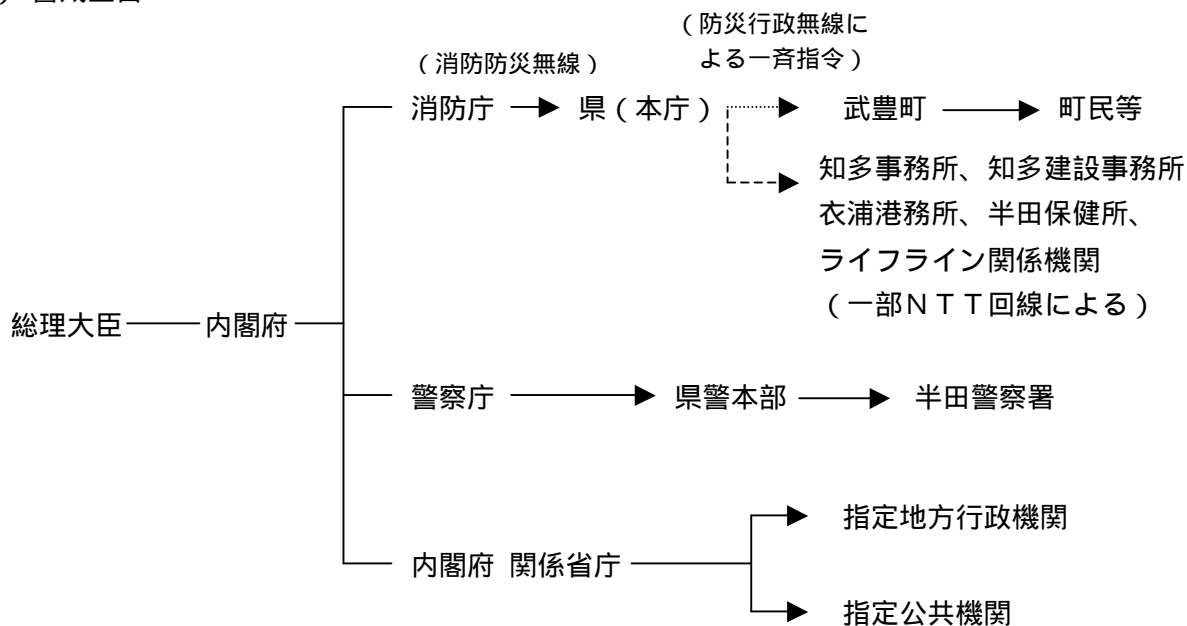 （防災行政無線に
による一斉指令）
（消防防災無線）
消防庁 県（本庁） 武豊町 町民等
知多事務所、知多建設事務所
衣浦港務所、半田保健所、
ライフライン関係機関
（一部ＮＴＴ回線による）
総理大臣 内閣府
警察庁 県警本部 半田警察署
指定地方行政機関
内閣府 関係省庁
指定公共機関